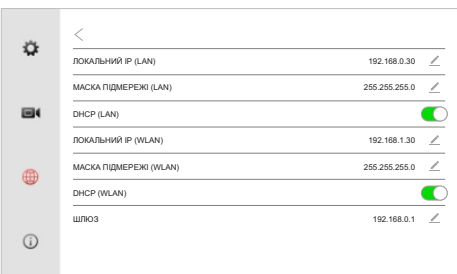 ЛОКАЛЬНИЙ IP (LAN) 192.168.0.30
МАСКА ПІДМЕРЕЖІ (LAN) 255.255.255.0
DHCP (LAN)
ЛОКАЛЬНИЙ IP (WLAN) 192.168.1.30
МАСКА ПІДМЕРЕЖІ (WLAN) 255.255.255.0
DHCP (WLAN)
ШЛЮЗ 192.168.0.1